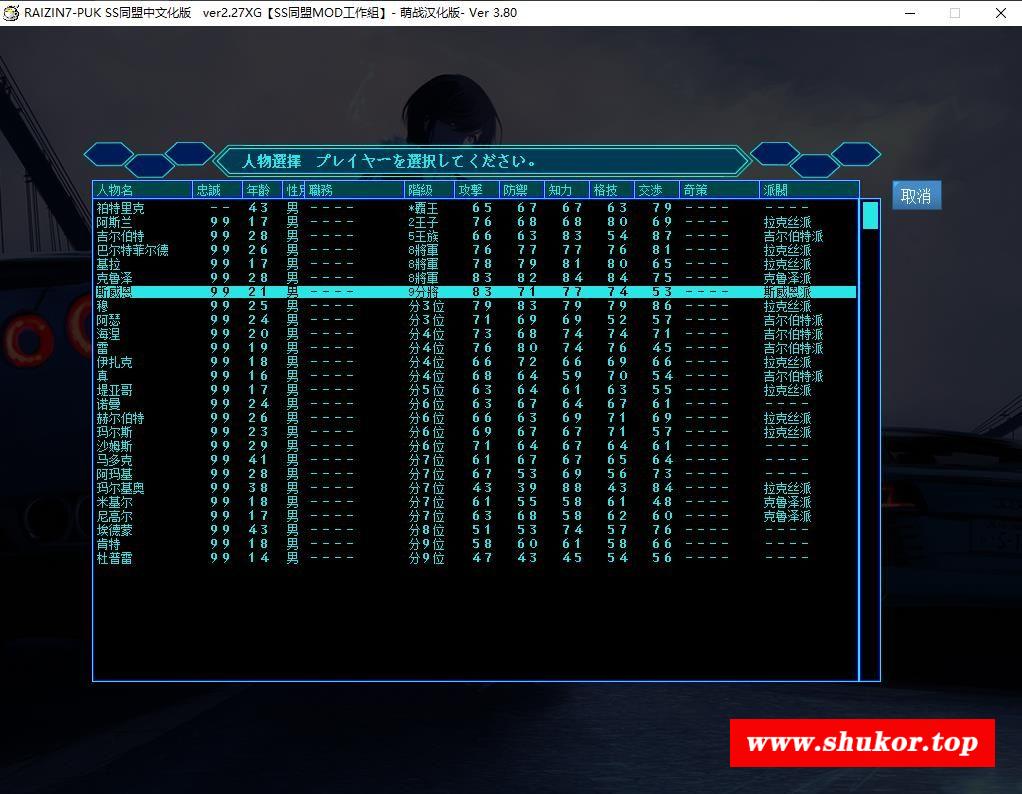 RAIZIN7-PUK SS同盟中文化版 ver2.27XG【SS同盟MOD工作組】- 萌战汉化版- Ver 3.80
人物選擇 プレイヤーを選択してください。
取消
人物名 忠誠 年齡 性別 職務 階級 攻擊 防禦 知力 格技 交渉 奇策 派閥
祖特里克 -- 43 男 ---- *霸王 65 67 67 63 79 ----
阿斯兰 99 17 男 ---- 2王子 76 68 68 80 69 ---- 拉克丝派
吉尔伯特 99 28 男 ---- 5王族 66 63 83 54 87 ---- 吉尔伯特派
巴尔特菲尔德 99 26 男 ---- 8將軍 76 77 77 76 81 ---- 拉克丝派
基拉 99 17 男 ---- 8將軍 78 79 81 80 65 ---- 拉克丝派
克鲁泽 99 28 男 ---- 8將軍 83 82 84 84 75 ---- 克鲁泽派
斯威恩 99 21 男 ---- 9分將 83 71 77 74 53 ---- 斯威恩派
穆 99 25 男 ---- 分3位 79 83 79 79 86 ---- 拉克丝派
阿瑟 99 24 男 ---- 分3位 71 69 69 52 57 ---- 吉尔伯特派
海涅 99 20 男 ---- 分4位 73 68 74 74 71 ---- 吉尔伯特派
雷 99 19 男 ---- 分4位 76 80 74 76 45 ---- 吉尔伯特派
伊扎克 99 18 男 ---- 分4位 66 72 66 69 66 ---- 拉克丝派
真 99 16 男 ---- 分4位 68 64 59 70 54 ---- 吉尔伯特派
堤亚哥 99 17 男 ---- 分5位 63 64 61 63 55 ---- 拉克丝派
诺曼 99 24 男 ---- 分6位 63 67 64 67 61 ---- ----
赫尔伯特 99 26 男 ---- 分6位 66 63 69 71 69 ---- 拉克丝派
玛尔斯 99 23 男 ---- 分6位 69 67 67 71 57 ---- 拉克丝派
沙姆斯 99 29 男 ---- 分6位 71 64 67 64 61 ---- ----
马多克 99 41 男 ---- 分7位 61 67 67 65 64 ---- ----
阿玛基 99 28 男 ---- 分7位 67 53 69 56 73 ---- ----
玛尔基奥 99 38 男 ---- 分7位 43 39 88 43 84 ---- 拉克丝派
米基尔 99 18 男 ---- 分7位 61 55 58 61 48 ---- 克鲁泽派
尼高尔 99 17 男 ---- 分7位 63 68 58 62 60 ---- 克鲁泽派
埃德蒙 99 43 男 ---- 分8位 51 53 74 57 76 ---- ----
肯特 99 18 男 ---- 分9位 58 60 61 58 66 ---- ----
杜普雷 99 14 男 ---- 分9位 47 43 45 54 56 ---- ----
www.shukor.top